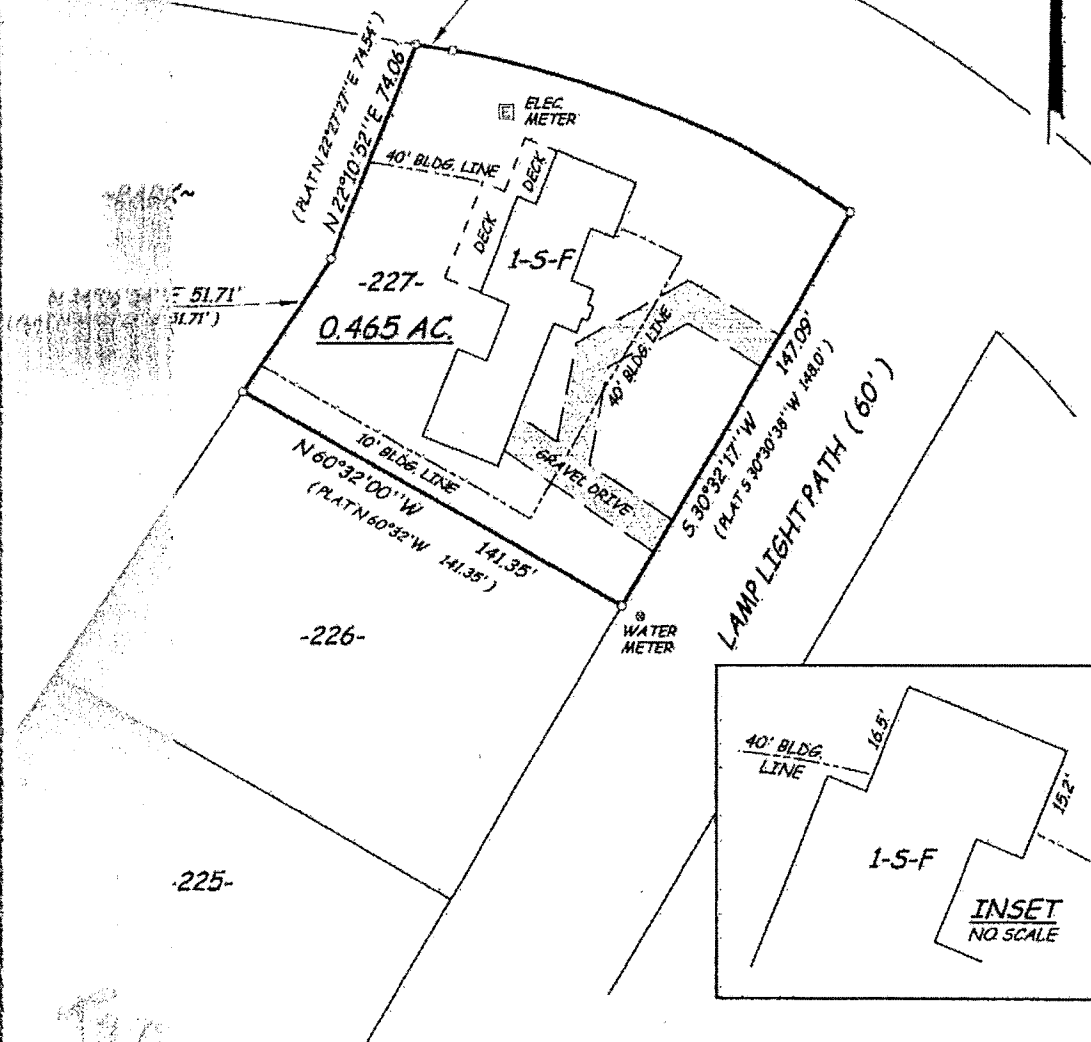 (PLAT N 22°27'27"E 74.54')
N 22°10'52"E 74.06
E
ELEC.
METER
40' BLDG. LINE
DECK
DECK
1-S-F
-227-
0.465 AC.
E 51.71'
51.71')
40' BLDG. LINE
147.09'
S 30°32'17"W
(PLAT S 30°30'38"W 148.0')
LAMP LIGHT PATH (60')
10' BLDG. LINE
GRAVEL DRIVE
N 60°32'00"W 141.35'
(PLAT N 60°32'W 141.35')
-226-
WATER
METER
-225-
40' BLDG.
LINE
16.5'
15.2'
1-S-F
INSET
NO SCALE